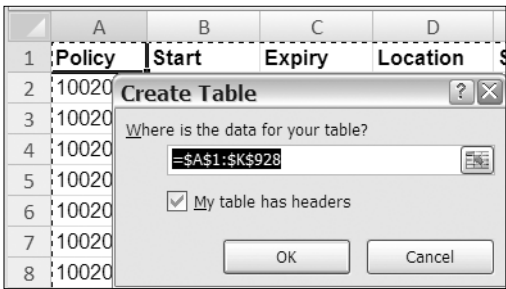 A B C D
1 Policy Start Expiry Location S
2 10020 Create Table ?
3 10020 Where is the data for your table?
4 10020 =$A$1:$K$928
5 10020
6 10020 My table has headers
7 10020 OK Cancel
8 10020